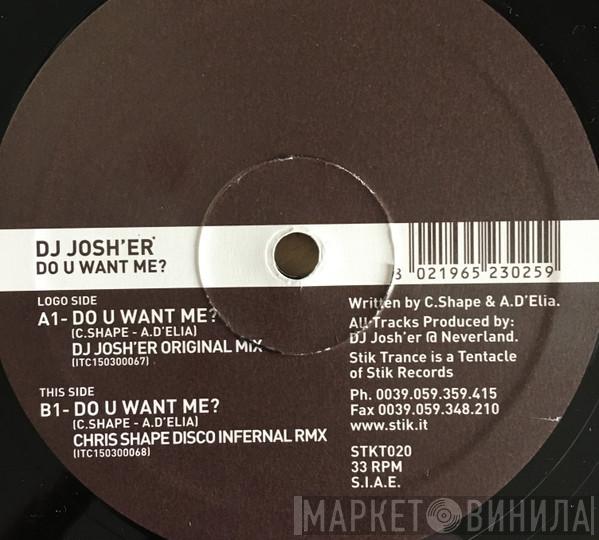 DJ JOSH'ER
DO U WANT ME?
8 021965 230259
LOGO SIDE
A1- DO U WANT ME?
(C.SHAPE - A.D'ELIA)
DJ JOSH'ER ORIGINAL MIX
(ITC150300067)
THIS SIDE
B1- DO U WANT ME?
(C.SHAPE - A.D'ELIA)
CHRIS SHAPE DISCO INFERNAL RMX
(ITC150300068)
Written by C.Shape & A.D'Elia.
All Tracks Produced by:
DJ Josh'er @ Neverland.
Stik Trance is a Tentacle
of Stik Records
Ph. 0039.059.359.415
Fax 0039.059.348.210
www.stik.it
STKT020
33 RPM
S.I.A.E.
МАРКЕТ ВИНИЛА